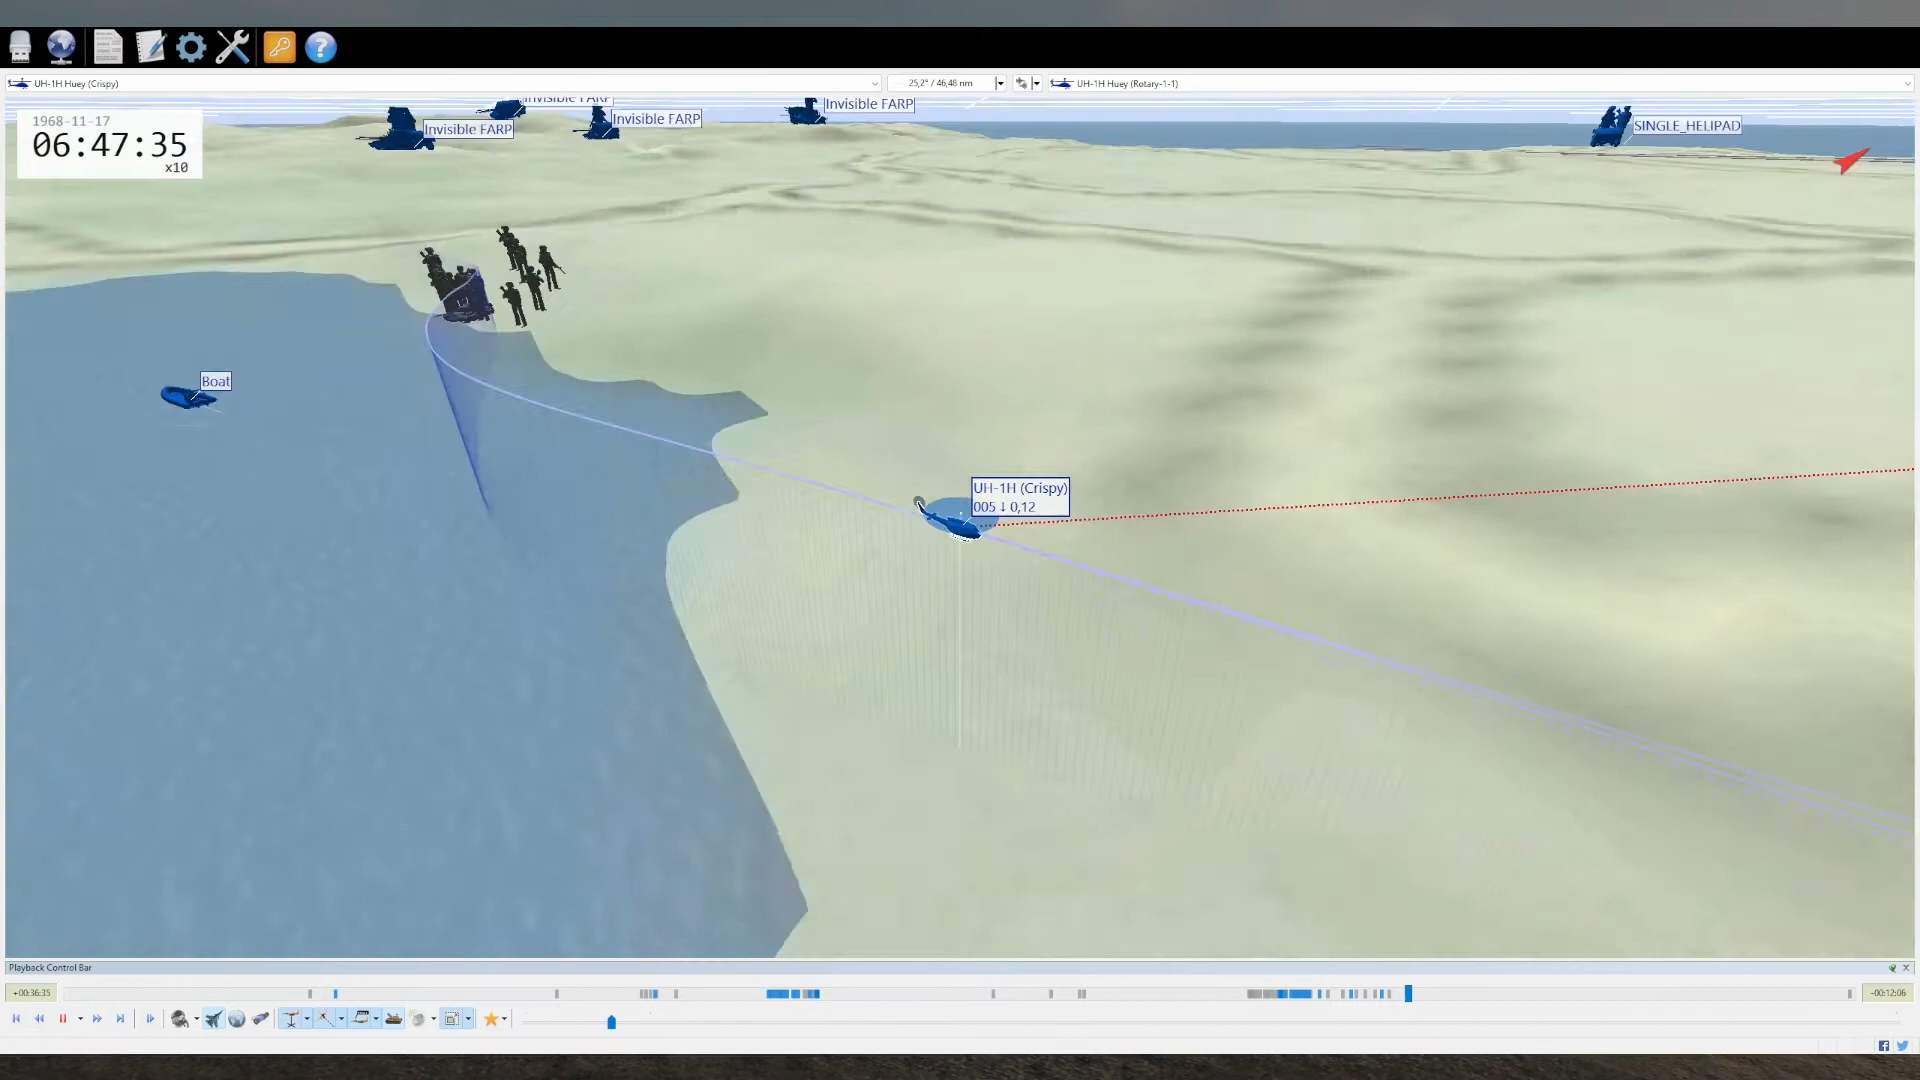 UH-1H Huey (Crispy)
25,2° / 46,48 nm
UH-1H Huey (Rotary-1-1)
1968-11-17
06:47:35
x10
Invisible FARP
Invisible FARP
Invisible FARP
Invisible FARP
SINGLE_HELIPAD
Boat
UH-1H (Crispy)
005 ↓ 0,12
Playback Control Bar
+00:36:35
-00:12:06